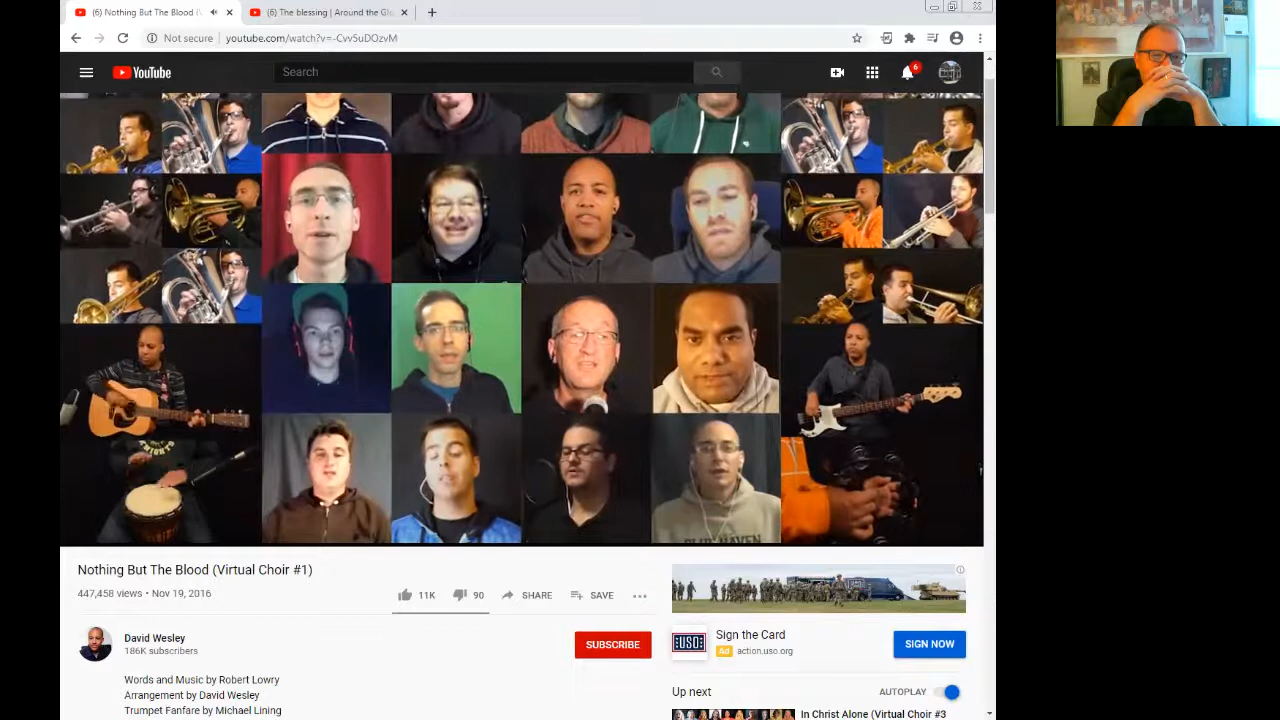 (6) Nothing But The Blood (V
(6) The blessing | Around the Glo
Not secure
youtube.com/watch?v=-Cvv5uDOzvM
YouTube
Search
6
Nothing But The Blood (Virtual Choir #1)
447,458 views • Nov 19, 2016
11K
90
SHARE
SAVE
David Wesley
186K subscribers
SUBSCRIBE
Words and Music by Robert Lowry
Arrangement by David Wesley
Trumpet Fanfare by Michael Lining
USO
Sign the Card
Ad action.uso.org
SIGN NOW
Up next
AUTOPLAY
In Christ Alone (Virtual Choir #3